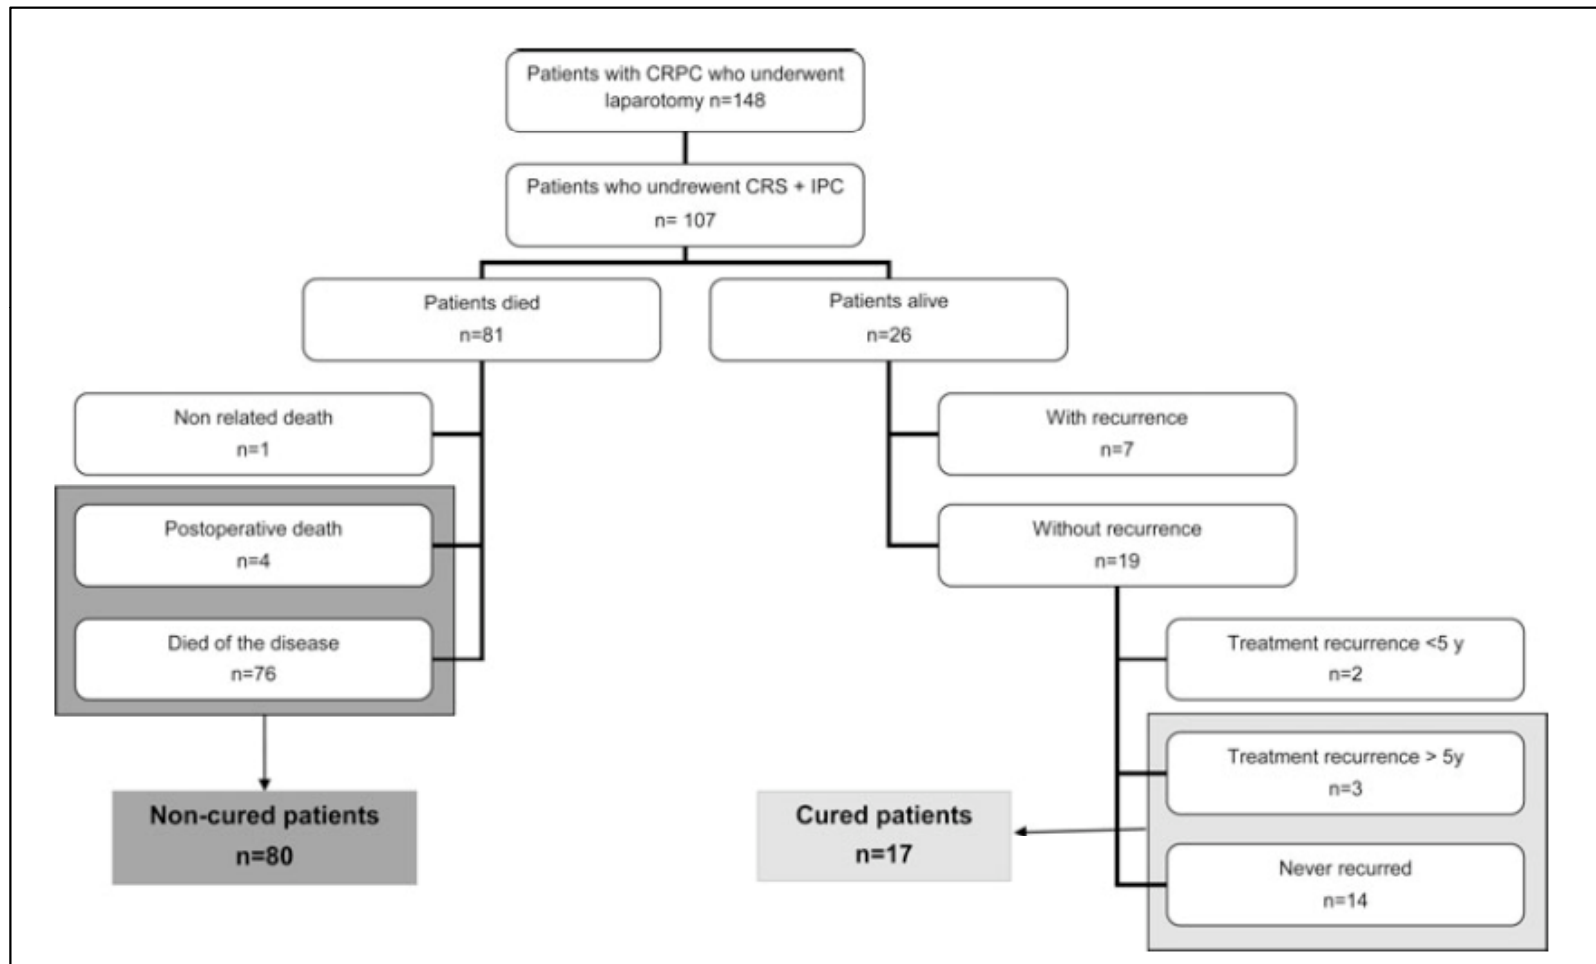 Patients with CRPC who underwent
laparotomy n=148
Patients who undrewent CRS + IPC
n= 107
Patients died
n=81
Patients alive
n=26
Non related death
n=1
With recurrence
n=7
Postoperative death
n=4
Without recurrence
n=19
Died of the disease
n=76
Treatment recurrence <5 y
n=2
Treatment recurrence > 5y
n=3
Non-cured patients
n=80
Cured patients
n=17
Never recurred
n=14